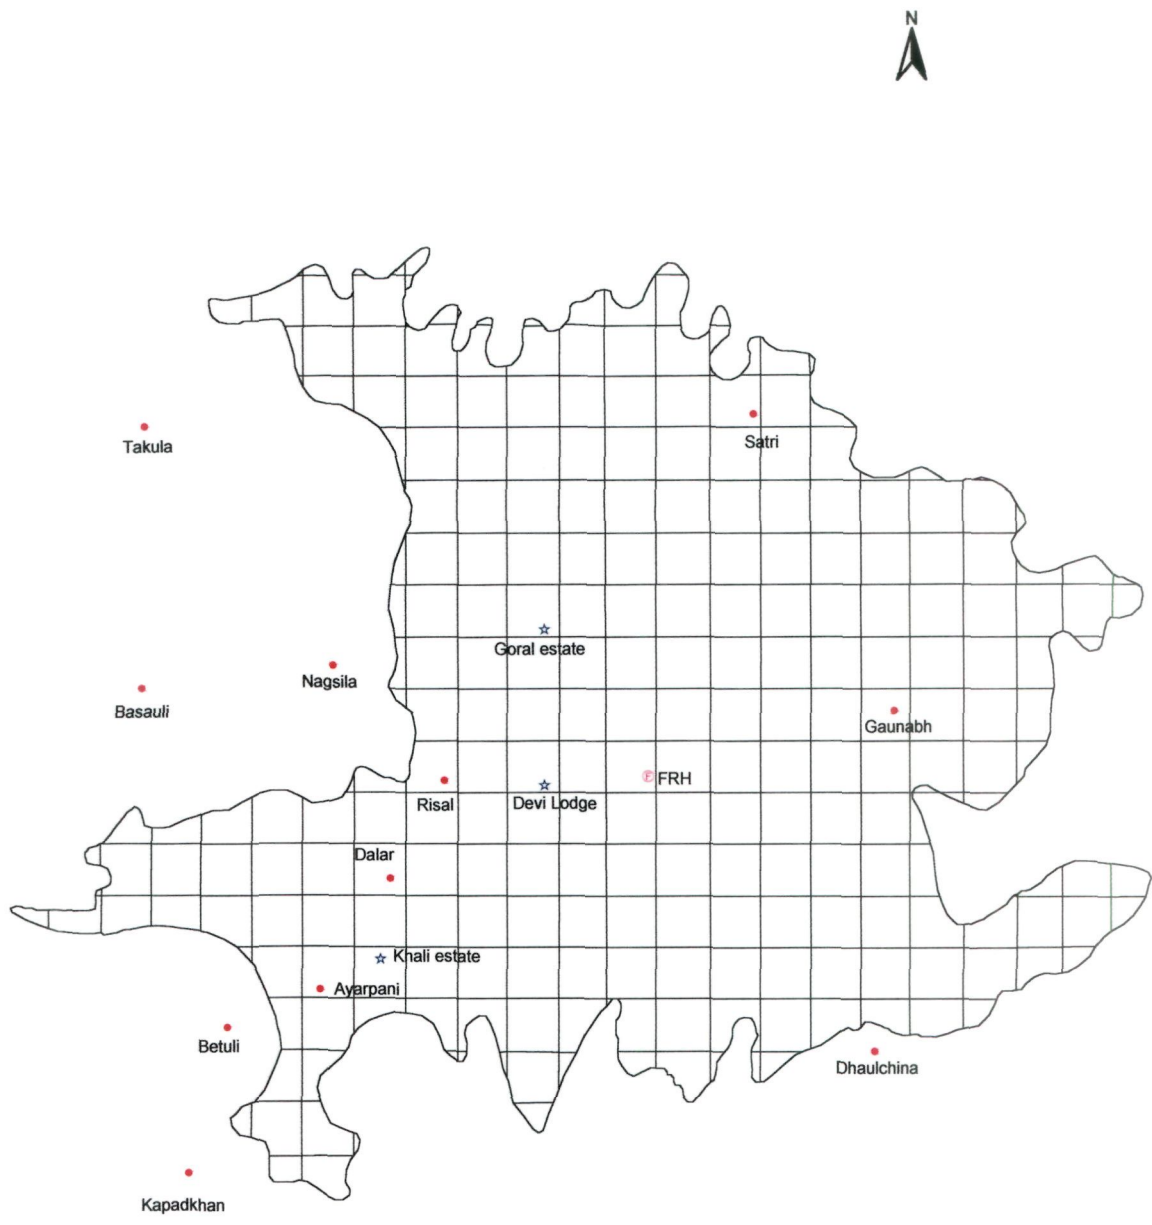 N
Takula
Satri
Goral estate
Nagsila
Basauli
Gaunabh
F FRH
Risal
Devi Lodge
Dalar
Khali estate
Ayarpani
Betuli
Dhaulchina
Kapadkhan